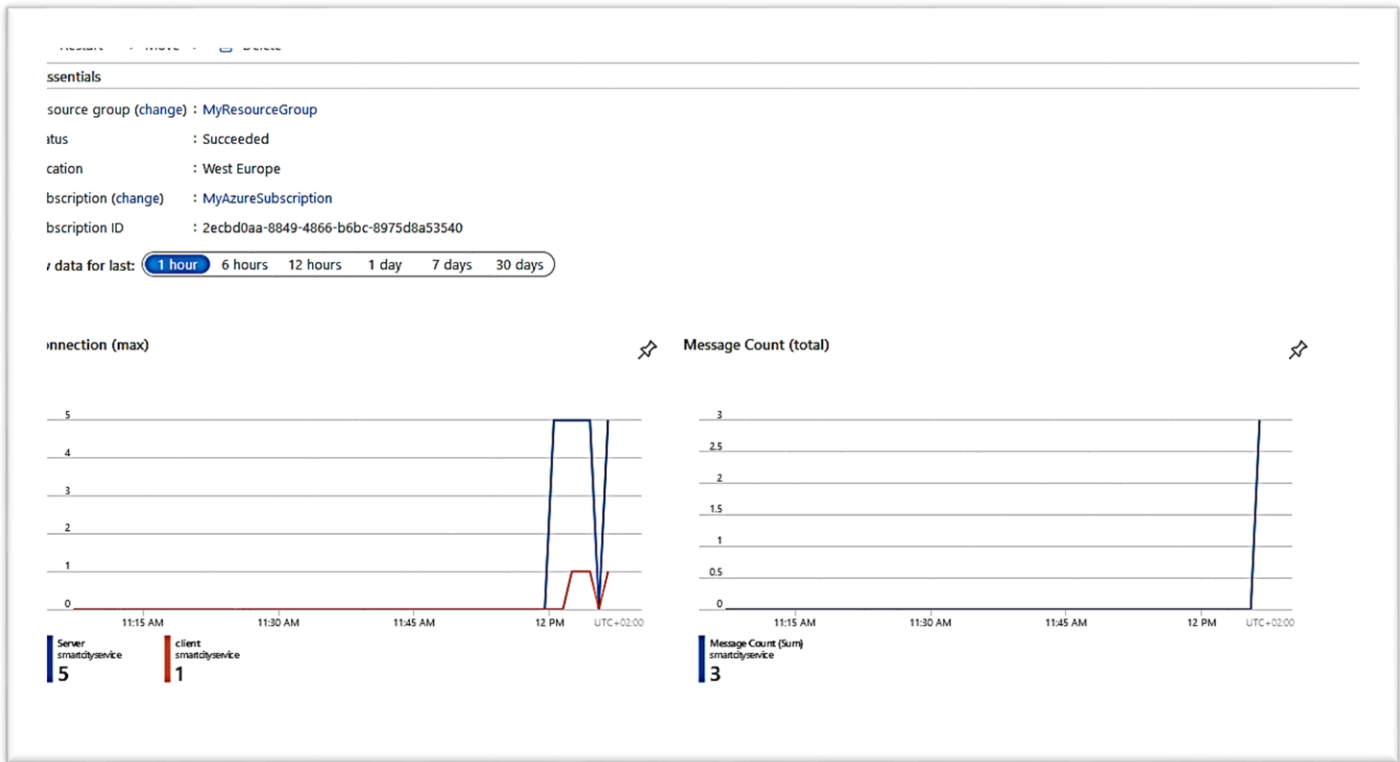 ssentials
source group (change) : MyResourceGroup
atus : Succeeded
cation : West Europe
bscription (change) : MyAzureSubscription
bscription ID : 2ecbd0aa-8849-4866-b6bc-8975d8a53540
data for last: 1 hour 6 hours 12 hours 1 day 7 days 30 days
nnection (max)
5
4
3
2
1
0
11:15 AM 11:30 AM 11:45 AM 12 PM UTC+02:00
Server
smartcityservice
5
client
smartcityservice
1
Message Count (total)
3
2.5
2
1.5
1
0.5
0
11:15 AM 11:30 AM 11:45 AM 12 PM UTC+02:00
Message Count (Sum)
smartcityservice
3